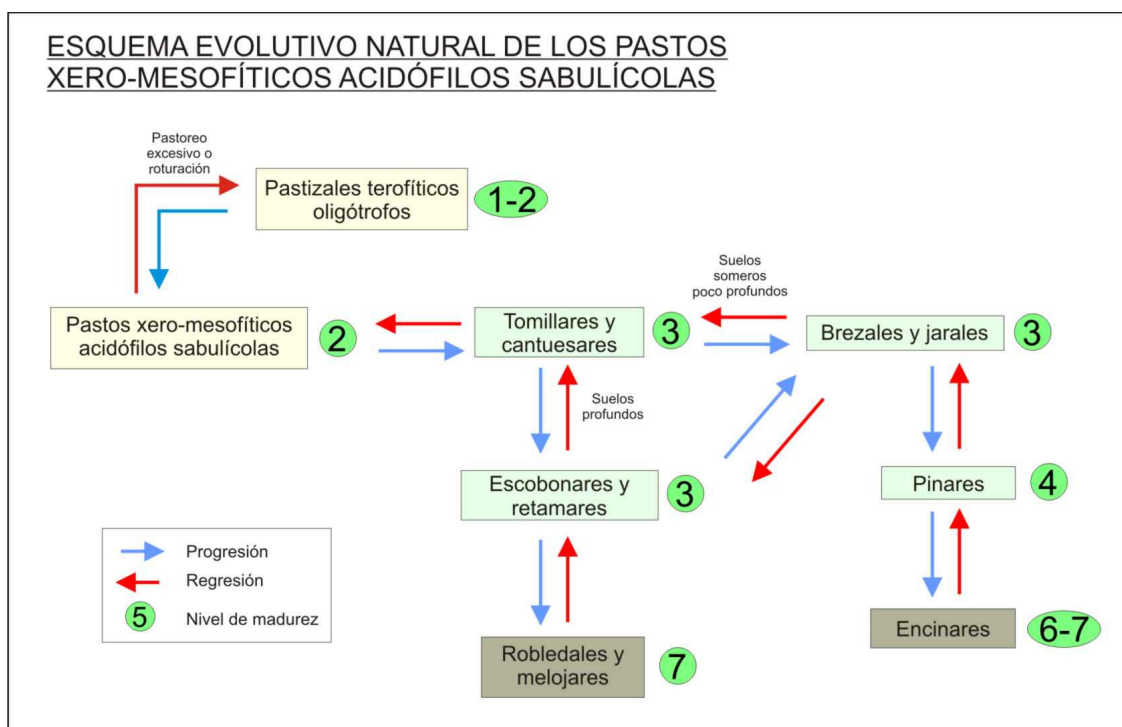 ESQUEMA EVOLUTIVO NATURAL DE LOS PASTOS
XERO-MESOFÍTICOS ACIDÓFILOS SABULÍCOLAS
Pastoreo
excesivo o
roturación
Pastizales terofíticos
oligótrofos
1-2
Pastos xero-mesofíticos
acidófilos sabulícolas
2
Tomillares y
cantuesares
3
Suelos
someros
poco profundos
Brezales y jarales
3
Suelos
profundos
Escobonares y
retamares
3
Pinares
4
Progresión
Regresión
5
Nivel de madurez
Robledales y
melojares
7
Encinares
6-7